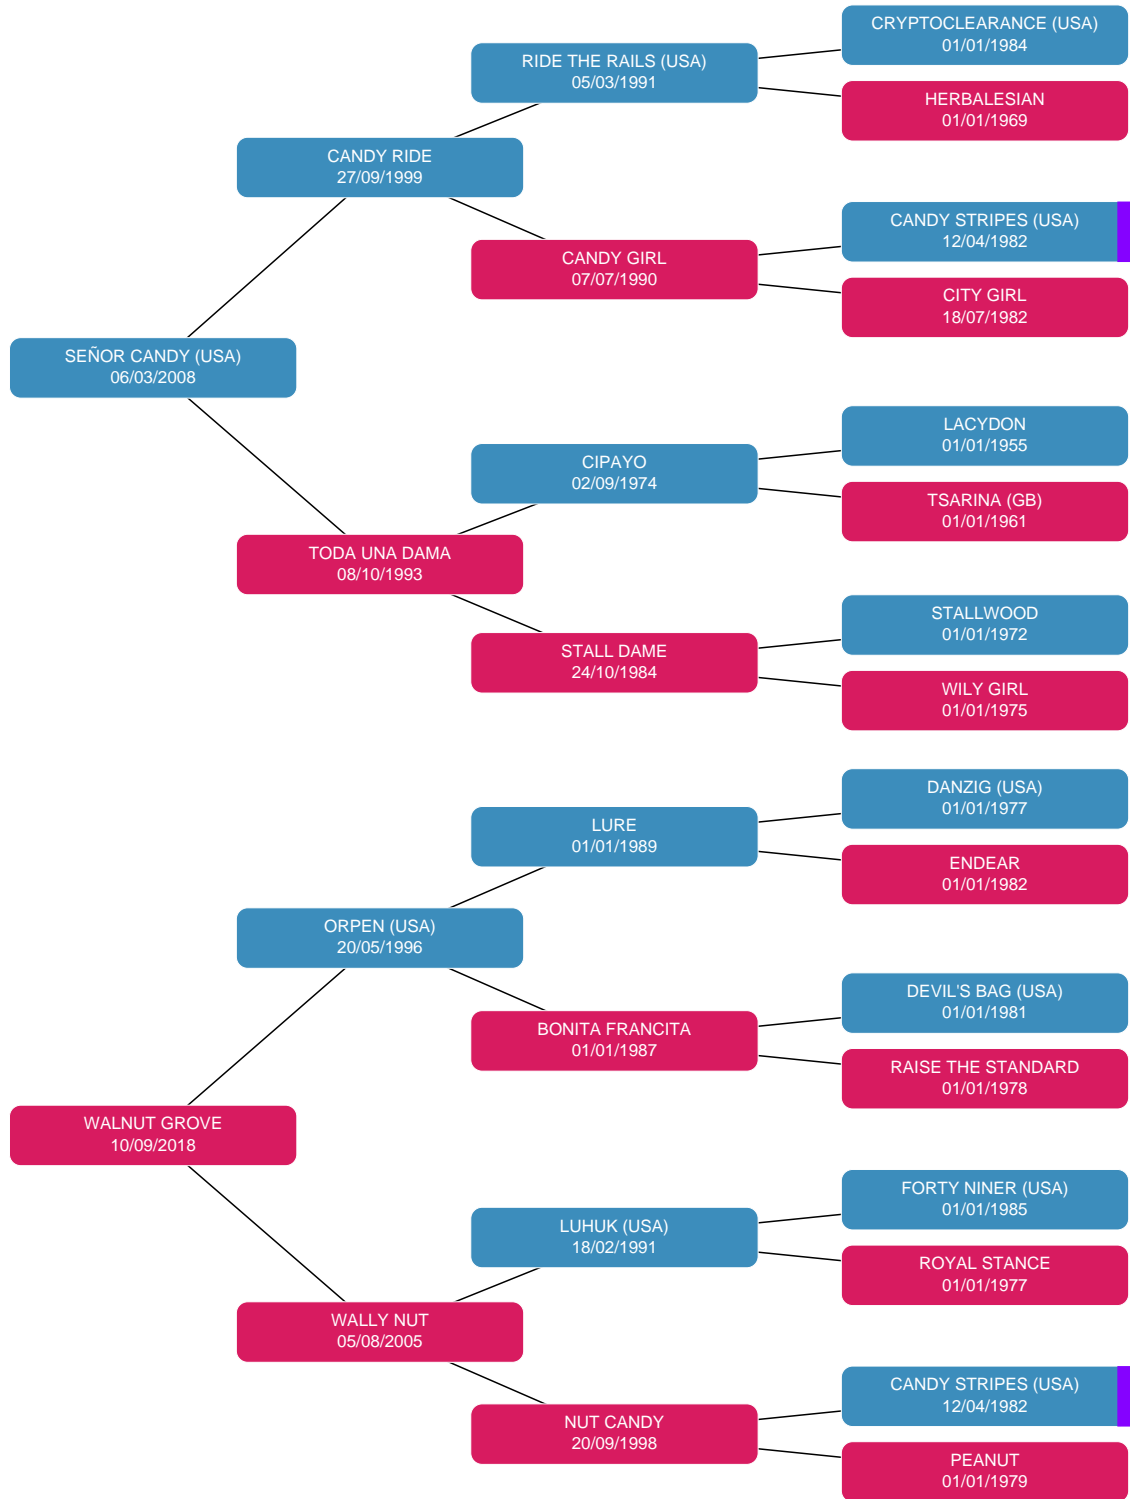 CRYPTOCLEARANCE (USA)
01/01/1984
RIDE THE RAILS (USA)
05/03/1991
HERBALESIAN
01/01/1969
CANDY RIDE
27/09/1999
CANDY STRIPES (USA)
12/04/1982
CANDY GIRL
07/07/1990
CITY GIRL
18/07/1982
SEÑOR CANDY (USA)
06/03/2008
LACYDON
01/01/1955
CIPAYO
02/09/1974
TSARINA (GB)
01/01/1961
TODA UNA DAMA
08/10/1993
STALLWOOD
01/01/1972
STALL DAME
24/10/1984
WILY GIRL
01/01/1975
DANZIG (USA)
01/01/1977
LURE
01/01/1989
ENDEAR
01/01/1982
ORPEN (USA)
20/05/1996
DEVIL'S BAG (USA)
01/01/1981
BONITA FRANCITA
01/01/1987
RAISE THE STANDARD
01/01/1978
WALNUT GROVE
10/09/2018
FORTY NINER (USA)
01/01/1985
LUHUK (USA)
18/02/1991
ROYAL STANCE
01/01/1977
WALLY NUT
05/08/2005
CANDY STRIPES (USA)
12/04/1982
NUT CANDY
20/09/1998
PEANUT
01/01/1979